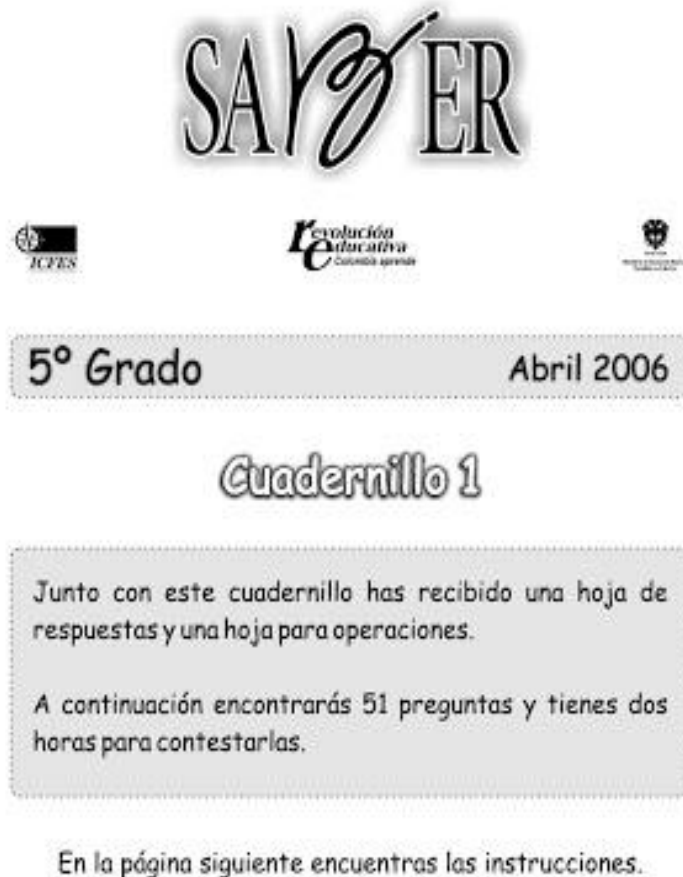 SABER
ICFES
revolución
educativa
Colombia aprende
5º Grado Abril 2006
Cuadernillo 1
Junto con este cuadernillo has recibido una hoja de
respuestas y una hoja para operaciones.
A continuación encontrarás 51 preguntas y tienes dos
horas para contestarlas.
En la página siguiente encuentras las instrucciones.